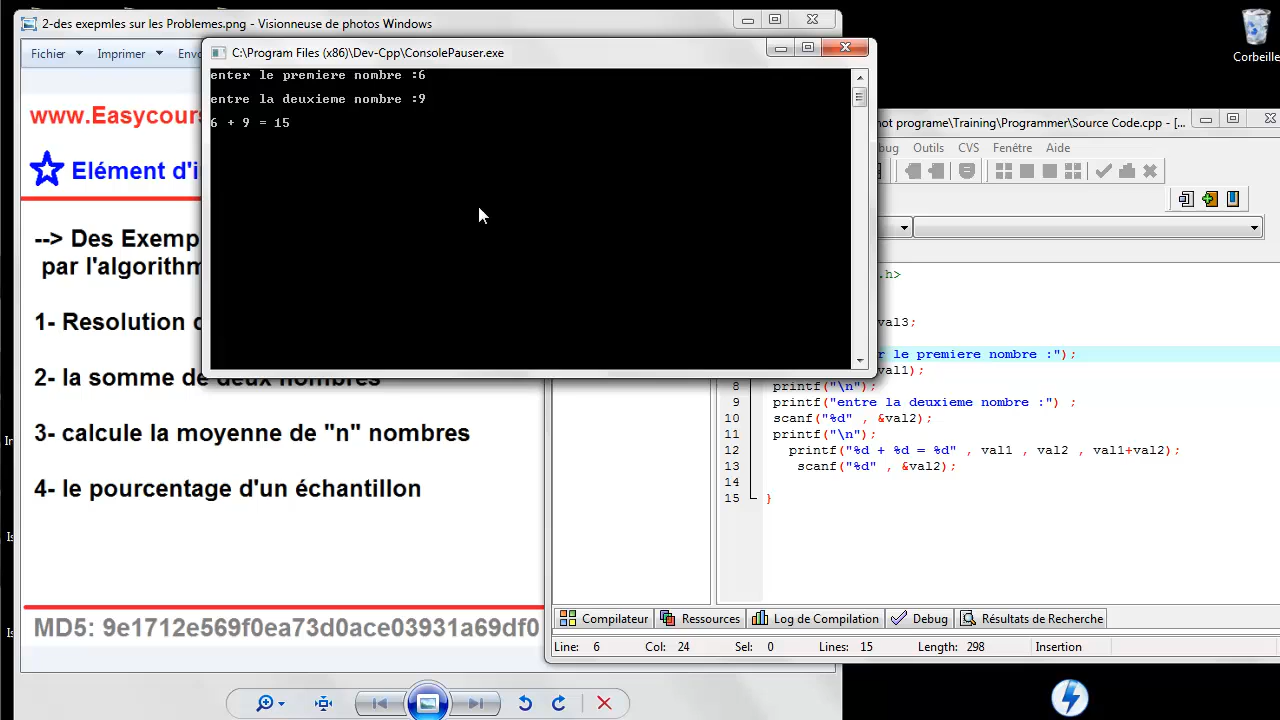 2-des exepmles sur les Problemes.png - Visionneuse de photos Windows
Corbeille
Fichier
Imprimer
C:\Program Files (x86)\Dev-Cpp\ConsolePauser.exe
enter le premiere nombre :6
entre la deuxieme nombre :9
6 + 9 = 15
www.Easycours
Elément d'i
--> Des Exemp
par l'algorithm
1- Resolution
2- la somme de deux nombres
3- calcule la moyenne de "n" nombres
4- le pourcentage d'un échantillon
MD5: 9e1712e569f0ea73d0ace03931a69df0
programe\Training\Programmer\Source Code.cpp - [...
Outils
CVS
Fenêtre
Aide
.h>
val3;
le premiere nombre :");
val1);
8 printf("\n");
9 printf("entre la deuxieme nombre :") ;
10 scanf("%d" , &val2);
11 printf("\n");
12 printf("%d + %d = %d" , val1 , val2 , val1+val2);
13 scanf("%d" , &val2);
14
15 }
Compilateur
Ressources
Log de Compilation
Debug
Résultats de Recherche
Line: 6 Col: 24 Sel: 0 Lines: 15 Length: 298 Insertion